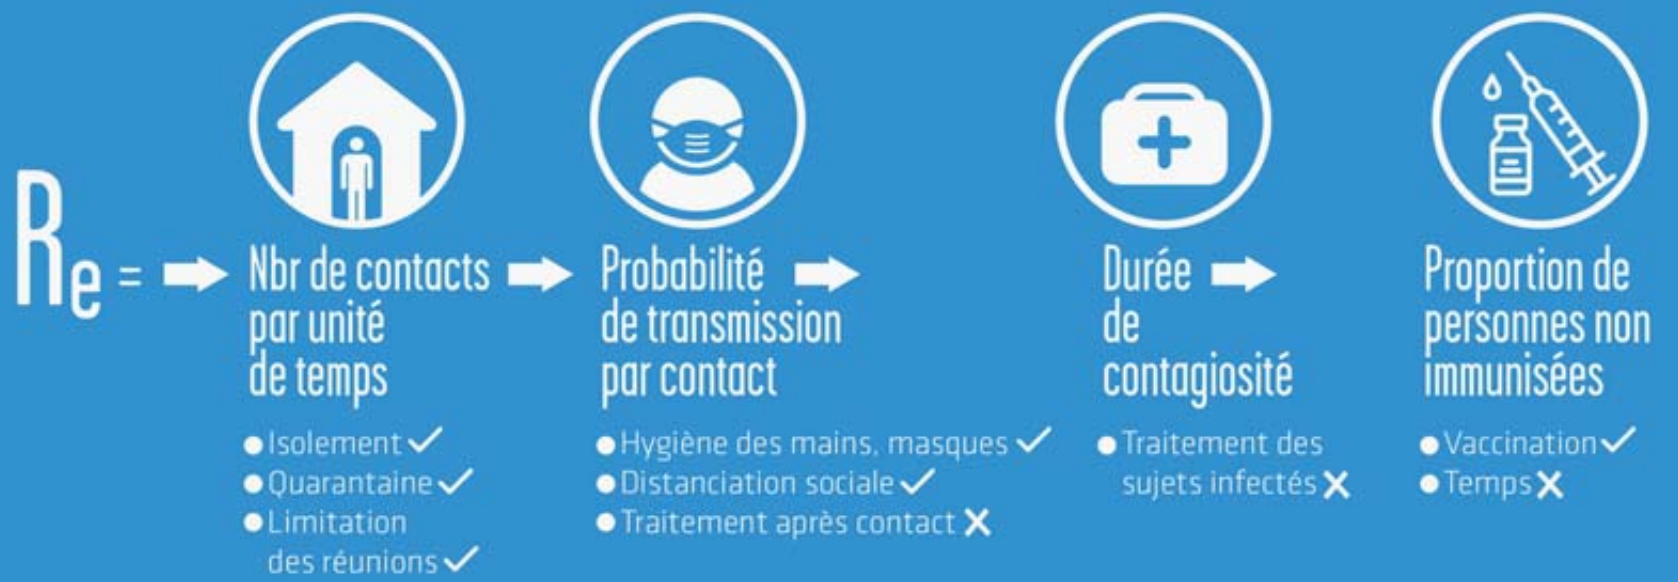 Re =
Nbr de contacts
par unité
de temps
● Isolement ✓
● Quarantaine ✓
● Limitation
des réunions ✓
Probabilité
de transmission
par contact
● Hygiène des mains, masques ✓
● Distanciation sociale ✓
● Traitement après contact X
Durée
de
contagiosité
● Traitement des
sujets infectés X
Proportion de
personnes non
immunisées
● Vaccination ✓
● Temps X